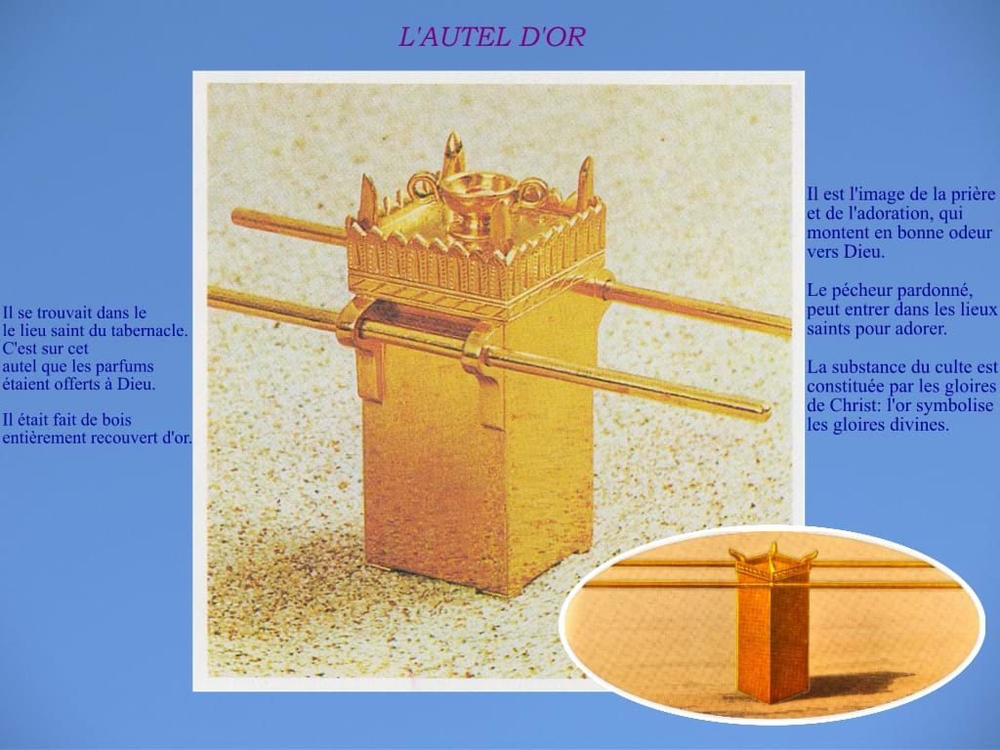 L'AUTEL D'OR
Il se trouvait dans le
le lieu saint du tabernacle.
C'est sur cet
autel que les parfums
étaient offerts à Dieu.
Il était fait de bois
entièrement recouvert d'or.
Il est l'image de la prière
et de l'adoration, qui
montent en bonne odeur
vers Dieu.
Le pécheur pardonné,
peut entrer dans les lieux
saints pour adorer.
La substance du culte est
constituée par les gloires
de Christ: l'or symbolise
les gloires divines.